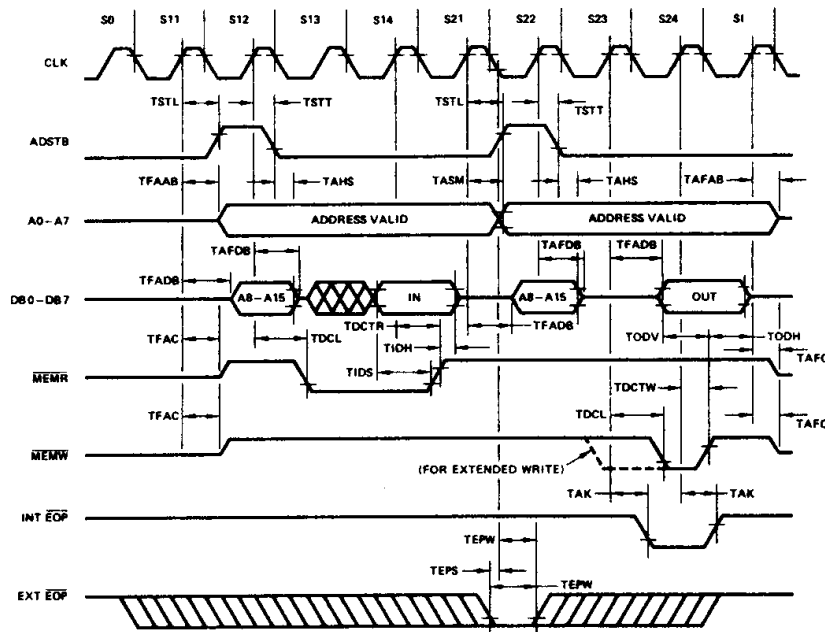 S0 S11 S12 S13 S14 S21 S22 S23 S24 SI
CLK
TSTL TSTT TSTL TSTT
ADSTB
TFAAB TAHS TASM TAHS TAFAB
A0-A7 ADDRESS VALID ADDRESS VALID
TAFDB TAFDB TFADB
TFADB
DB0-DB7 A8-A15 IN A8-A15 OUT
TDCTR TFADB TODV TODH
TFAC TDCL TIDH
TAFC
MEMR TIDS TDCTW
TFAC TDCL
TAFC
MEMW
(FOR EXTENDED WRITE)
TAK TAK
INT EOP
TEPW
TEPS TEPW
EXT EOP